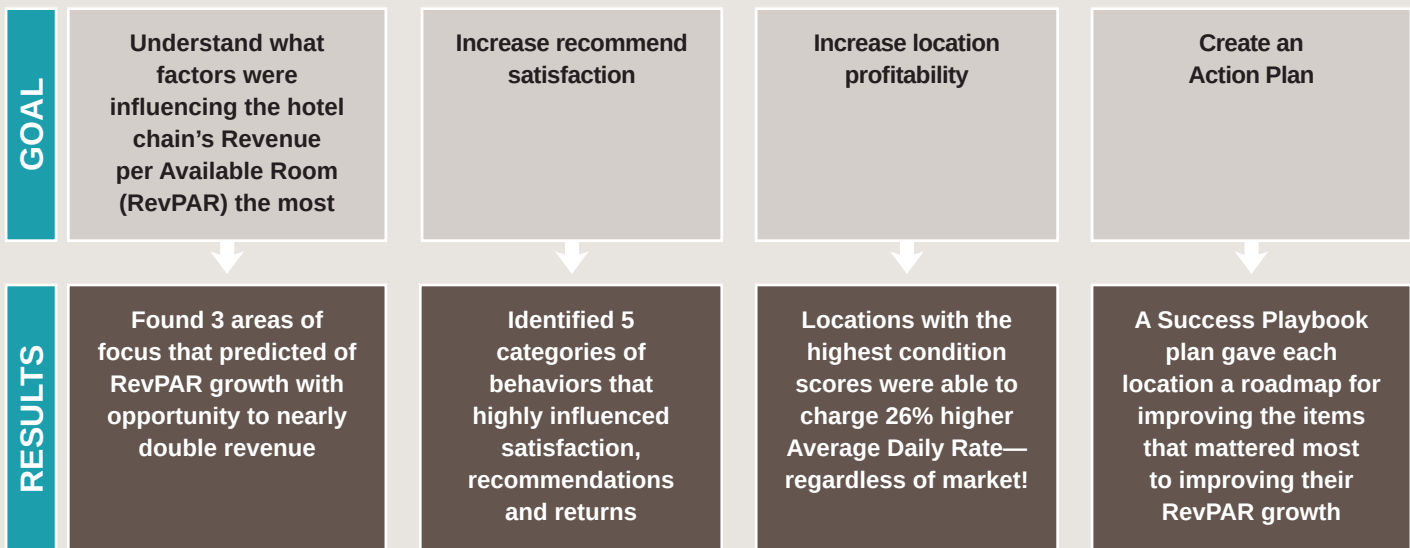 GOAL
Understand what
factors were
influencing the hotel
chain’s Revenue
per Available Room
(RevPAR) the most
Increase recommend
satisfaction
Increase location
profitability
Create an
Action Plan
RESULTS
Found 3 areas of
focus that predicted of
RevPAR growth with
opportunity to nearly
double revenue
Identified 5
categories of
behaviors that
highly influenced
satisfaction,
recommendations
and returns
Locations with the
highest condition
scores were able to
charge 26% higher
Average Daily Rate—
regardless of market!
A Success Playbook
plan gave each
location a roadmap for
improving the items
that mattered most
to improving their
RevPAR growth